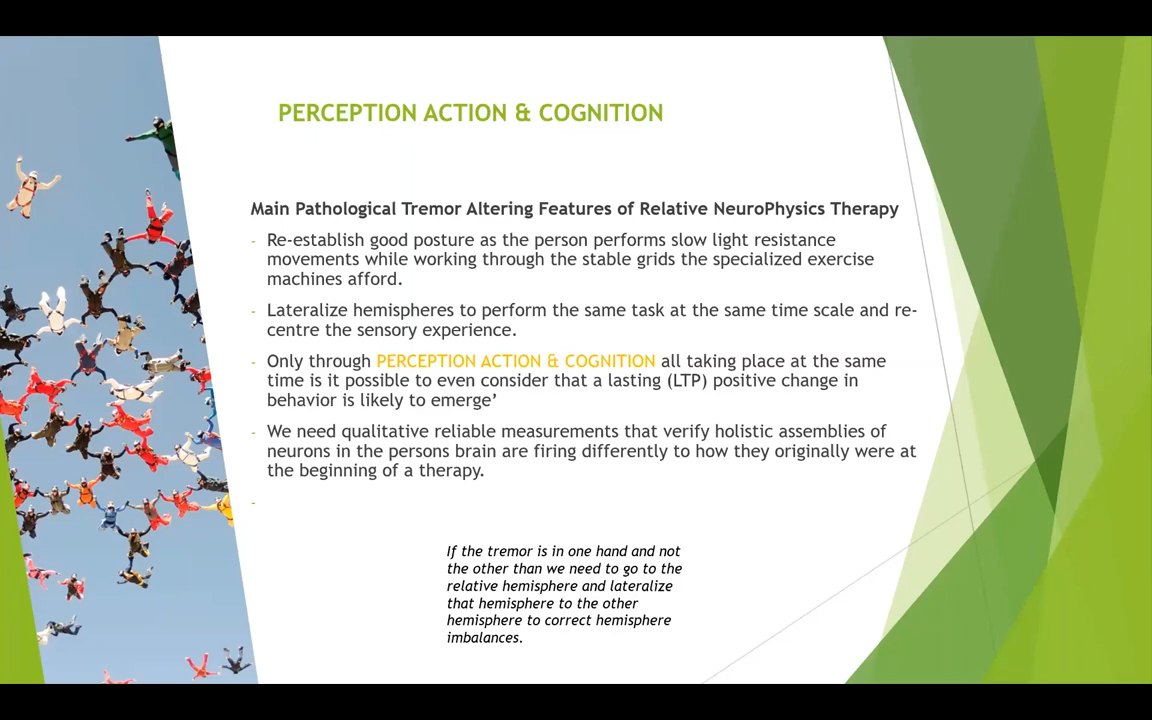 PERCEPTION ACTION & COGNITION
Main Pathological Tremor Altering Features of Relative NeuroPhysics Therapy
- Re-establish good posture as the person performs slow light resistance
movements while working through the stable grids the specialized exercise
machines afford.
- Lateralize hemispheres to perform the same task at the same time scale and re-
centre the sensory experience.
- Only through PERCEPTION ACTION & COGNITION all taking place at the same
time is it possible to even consider that a lasting (LTP) positive change in
behavior is likely to emerge’
- We need qualitative reliable measurements that verify holistic assemblies of
neurons in the persons brain are firing differently to how they originally were at
the beginning of a therapy.
-
If the tremor is in one hand and not
the other than we need to go to the
relative hemisphere and lateralize
that hemisphere to the other
hemisphere to correct hemisphere
imbalances.